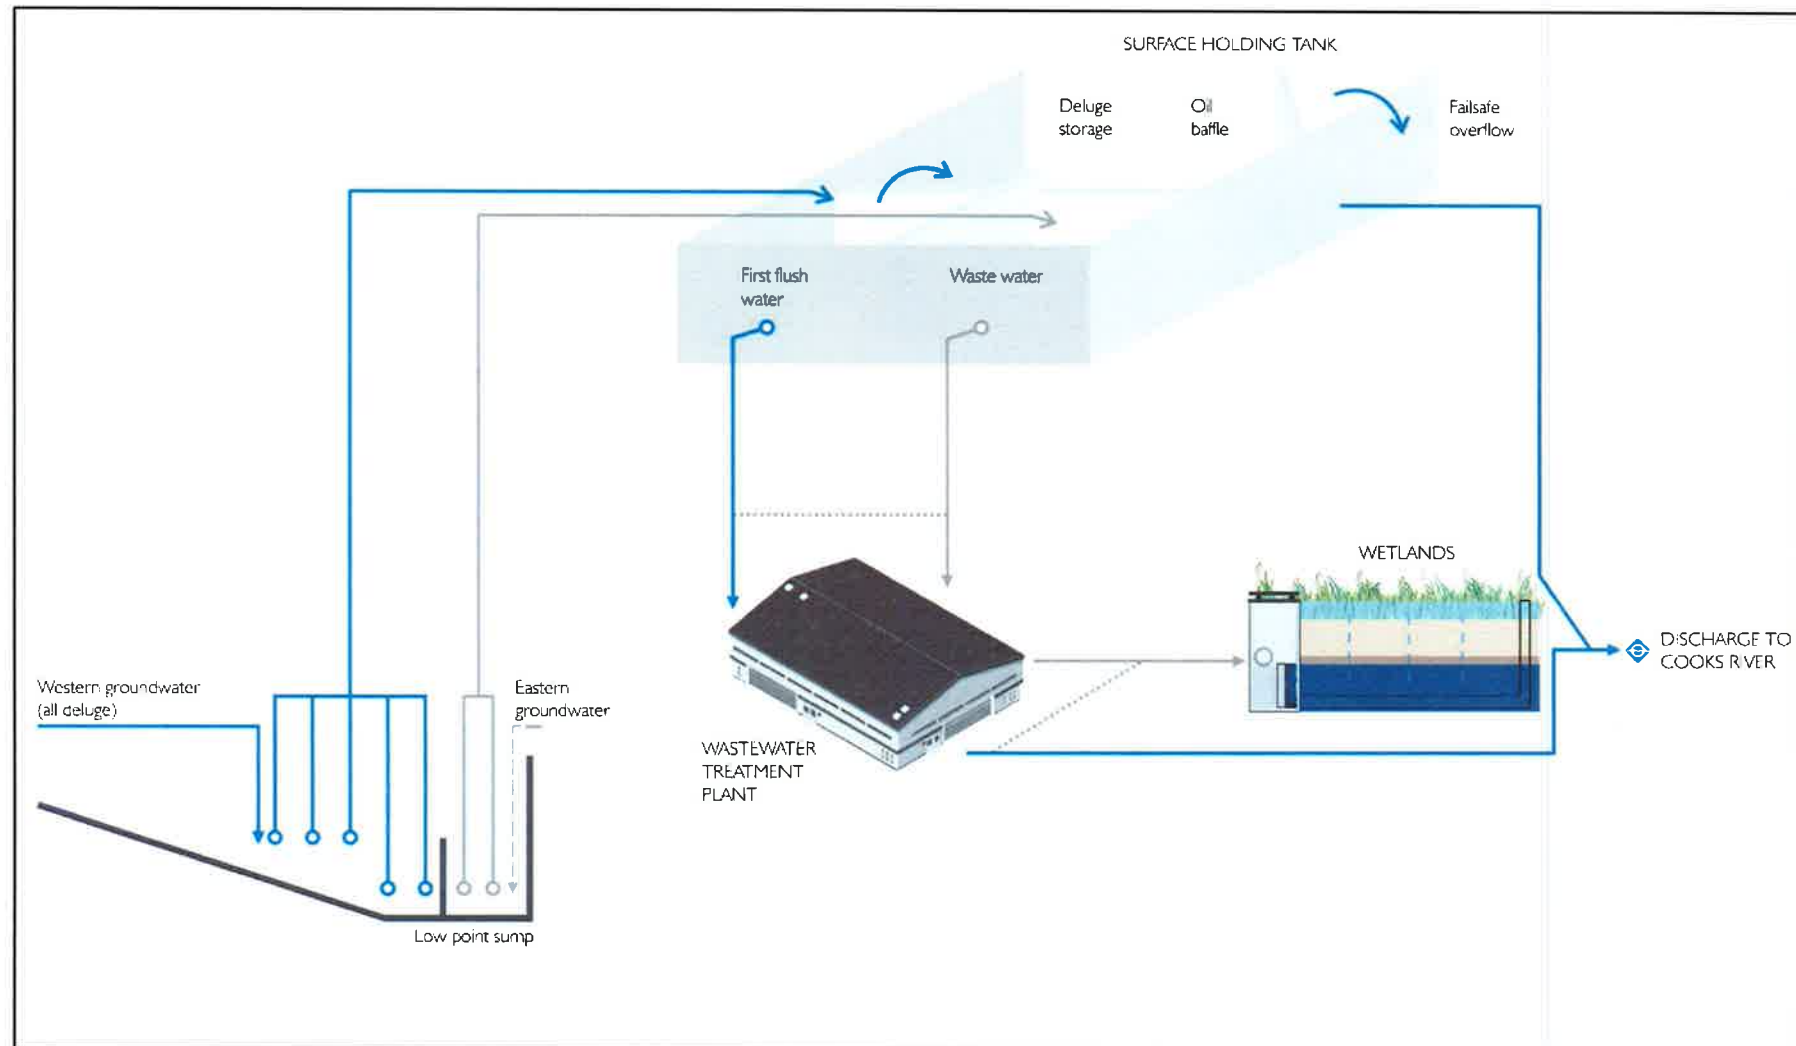 SURFACE HOLDING TANK
Deluge
storage
Oil
baffle
Failsafe
overflow
First flush
water
Waste water
WETLANDS
DISCHARGE TO
COOKS RIVER
Western groundwater
(all deluge)
Eastern
groundwater
WASTEWATER
TREATMENT
PLANT
Low point sump